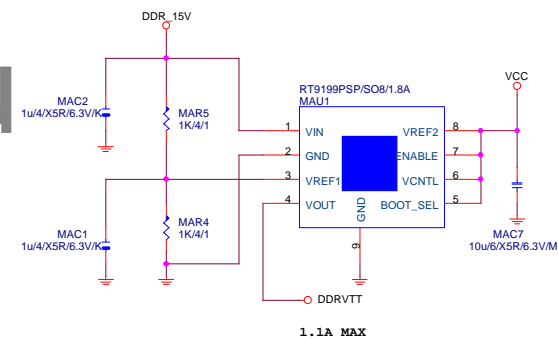 DDR_15V
MAC2
1u/4/X5R/6.3V/K
MAR5
1K/4/1
RT9199PSP/SO8/1.8A
MAU1
VCC
1 VIN VREF2 8
2 GND ENABLE 7
3 VREF1 VCNTL 6
4 VOUT BOOT_SEL 5
GND
9
MAC1
1u/4/X5R/6.3V/K
MAR4
1K/4/1
MAC7
10u/6/X5R/6.3V/M
DDRVTT
1.1A MAX